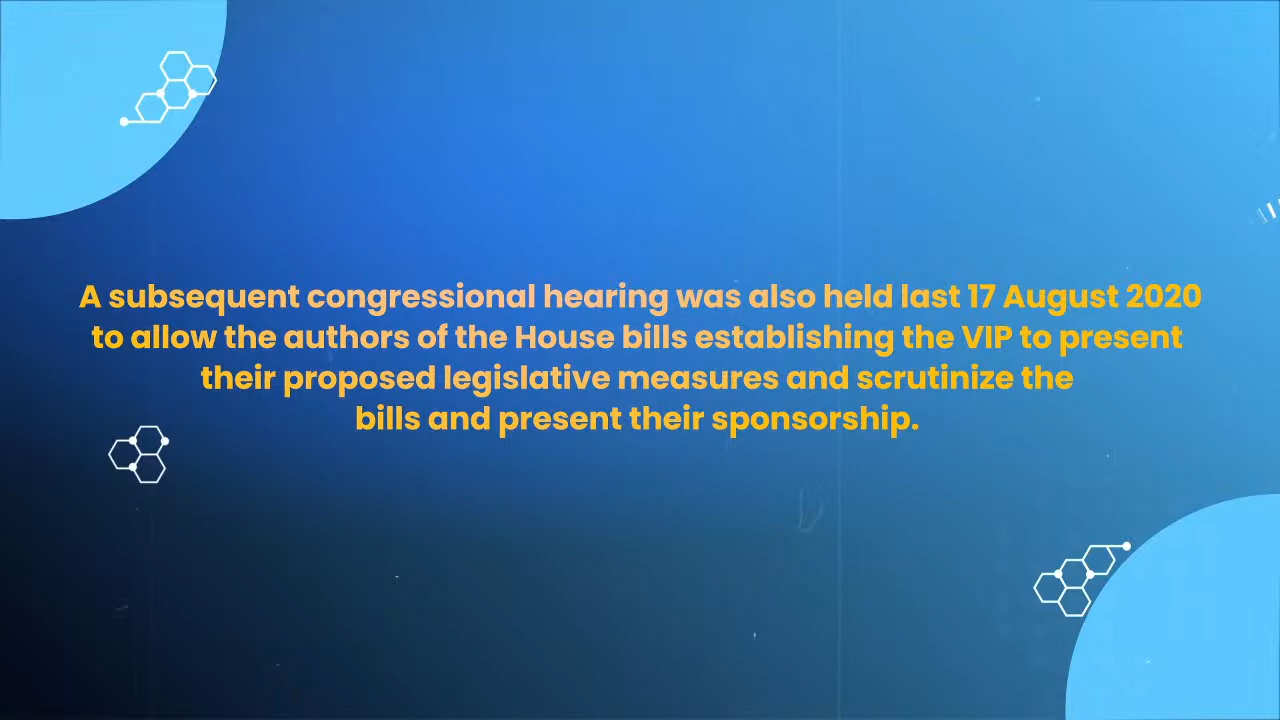 A subsequent congressional hearing was also held last 17 August 2020
to allow the authors of the House bills establishing the VIP to present
their proposed legislative measures and scrutinize the
bills and present their sponsorship.